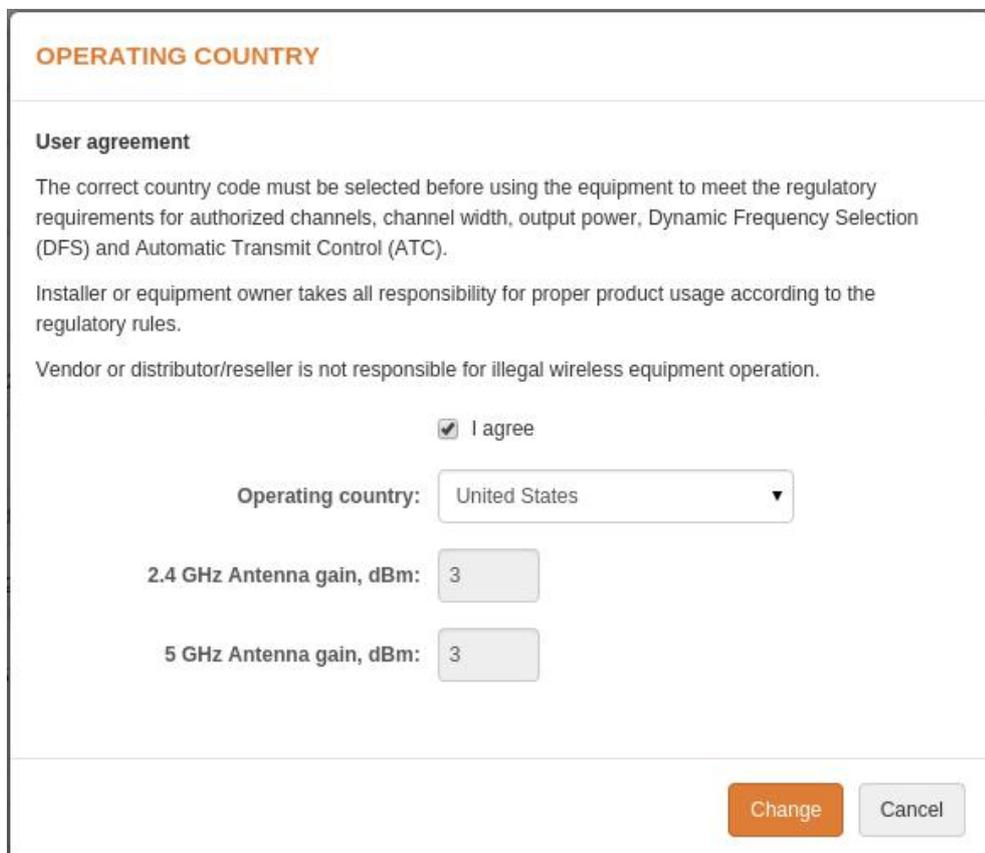 OPERATING COUNTRY
User agreement
The correct country code must be selected before using the equipment to meet the regulatory
requirements for authorized channels, channel width, output power, Dynamic Frequency Selection
(DFS) and Automatic Transmit Control (ATC).
Installer or equipment owner takes all responsibility for proper product usage according to the
regulatory rules.
Vendor or distributor/reseller is not responsible for illegal wireless equipment operation.
I agree
Operating country: United States
2.4 GHz Antenna gain, dBm: 3
5 GHz Antenna gain, dBm: 3
Change Cancel